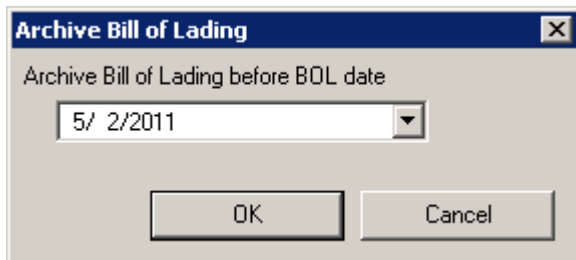 Archive Bill of Lading
Archive Bill of Lading before BOL date
5/ 2/2011
OK Cancel